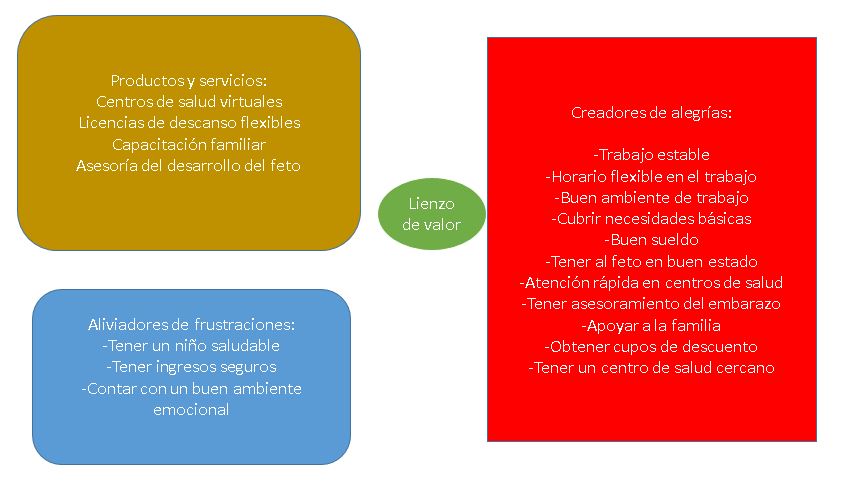 Productos y servicios:
Centros de salud virtuales
Licencias de descanso flexibles
Capacitación familiar
Asesoría del desarrollo del feto
Aliviadores de frustraciones:
-Tener un niño saludable
-Tener ingresos seguros
-Contar con un buen ambiente
emocional
Lienzo
de valor
Creadores de alegrías:
-Trabajo estable
-Horario flexible en el trabajo
-Buen ambiente de trabajo
-Cubrir necesidades básicas
-Buen sueldo
-Tener al feto en buen estado
-Atención rápida en centros de salud
-Tener asesoramiento del embarazo
-Apoyar a la familia
-Obtener cupos de descuento
-Tener un centro de salud cercano